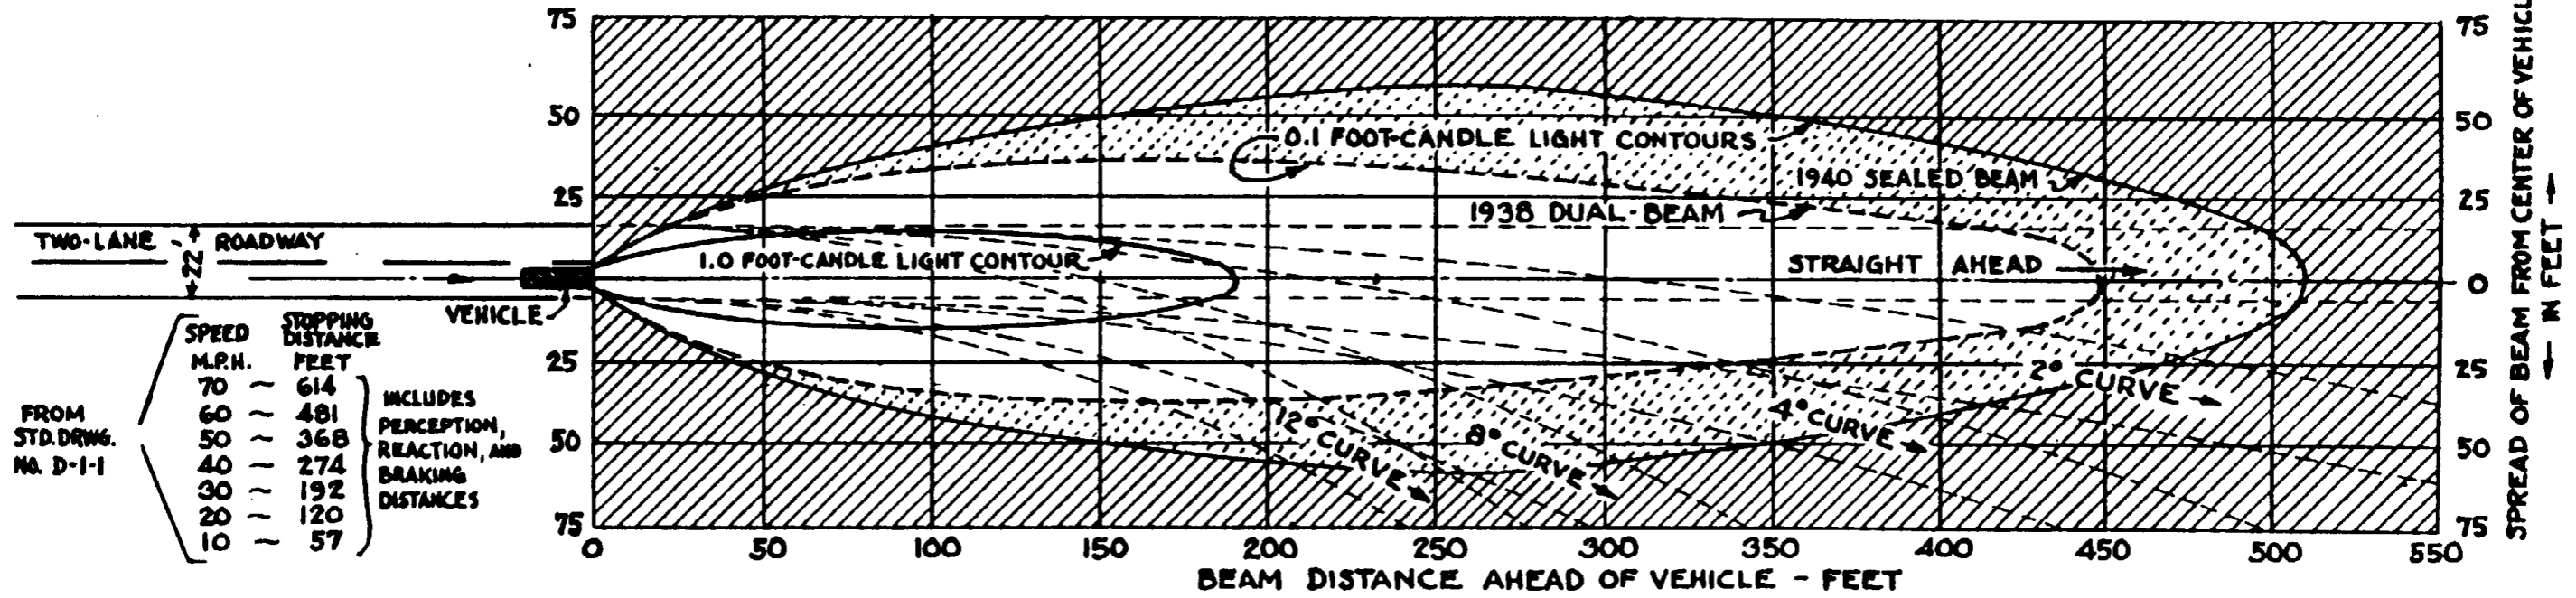 75
50
25
0.1 FOOT-CANDLE LIGHT CONTOURS
1940 SEALED BEAM
1938 DUAL-BEAM
1.0 FOOT-CANDLE LIGHT CONTOUR
STRAIGHT AHEAD
TWO-LANE ROADWAY
22
VEHICLE
25
50
75
2° CURVE
4° CURVE
8° CURVE
12° CURVE
75
50
25
0
25
50
75
SPREAD OF BEAM FROM CENTER OF VEHICLE
IN FEET
FROM
STD. DRWG.
NO. D-1-1
SPEED STOPPING DISTANCE
M.P.H. FEET
70 ~ 614
60 ~ 481
50 ~ 368
40 ~ 274
30 ~ 192
20 ~ 120
10 ~ 57
INCLUDES
PERCEPTION,
REACTION, AND
BRAKING
DISTANCES
0 50 100 150 200 250 300 350 400 450 500 550
BEAM DISTANCE AHEAD OF VEHICLE - FEET